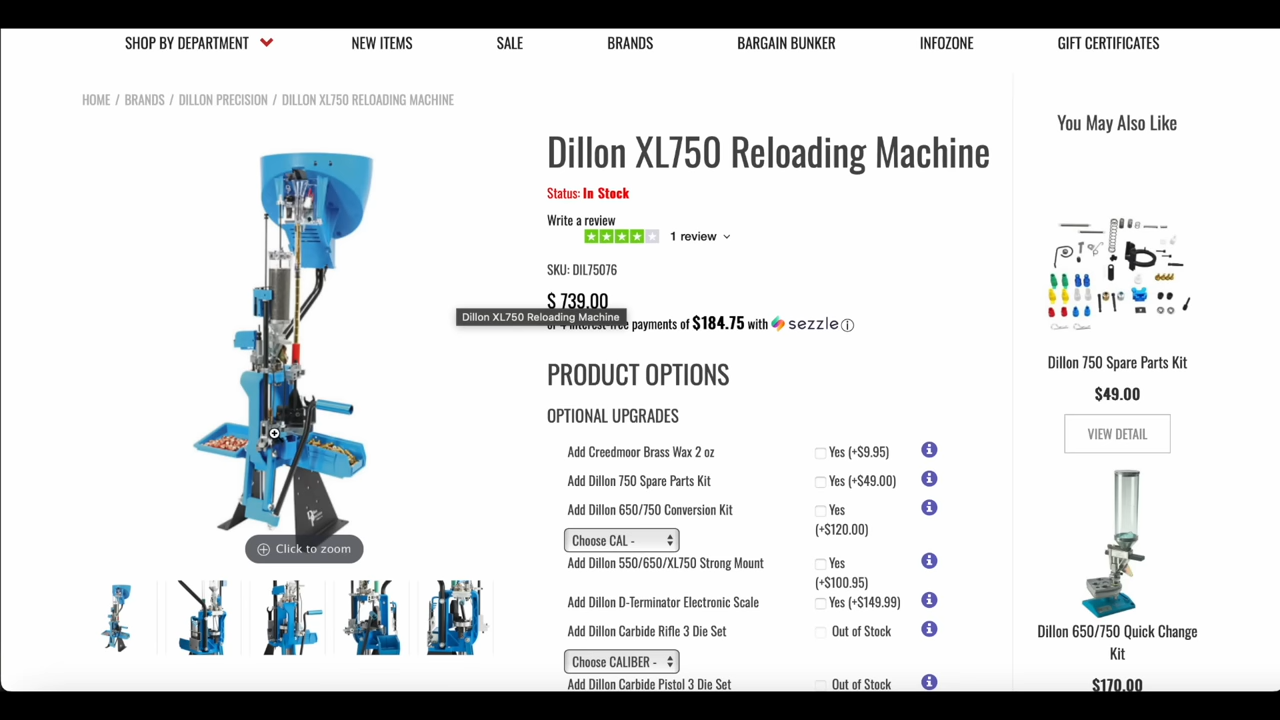 SHOP BY DEPARTMENT
NEW ITEMS
SALE
BRANDS
BARGAIN BUNKER
INFOZONE
GIFT CERTIFICATES
HOME / BRANDS / DILLON PRECISION / DILLON XL750 RELOADING MACHINE
Click to zoom
Dillon XL750 Reloading Machine
Status: In Stock
Write a review
1 review
SKU: DIL75076
$ 739.00
Dillon XL750 Reloading Machine
payments of $184.75 with sezzle
PRODUCT OPTIONS
OPTIONAL UPGRADES
Add Creedmoor Brass Wax 2 oz Yes (+$9.95)
Add Dillon 750 Spare Parts Kit Yes (+$49.00)
Add Dillon 650/750 Conversion Kit Yes
(+$120.00)
Choose CAL -
Add Dillon 550/650/XL750 Strong Mount Yes
(+$100.95)
Add Dillon D-Terminator Electronic Scale Yes (+$149.99)
Add Dillon Carbide Rifle 3 Die Set Out of Stock
Choose CALIBER -
Add Dillon Carbide Pistol 3 Die Set Out of Stock
You May Also Like
Dillon 750 Spare Parts Kit
$49.00
VIEW DETAIL
Dillon 650/750 Quick Change
Kit
$170.00